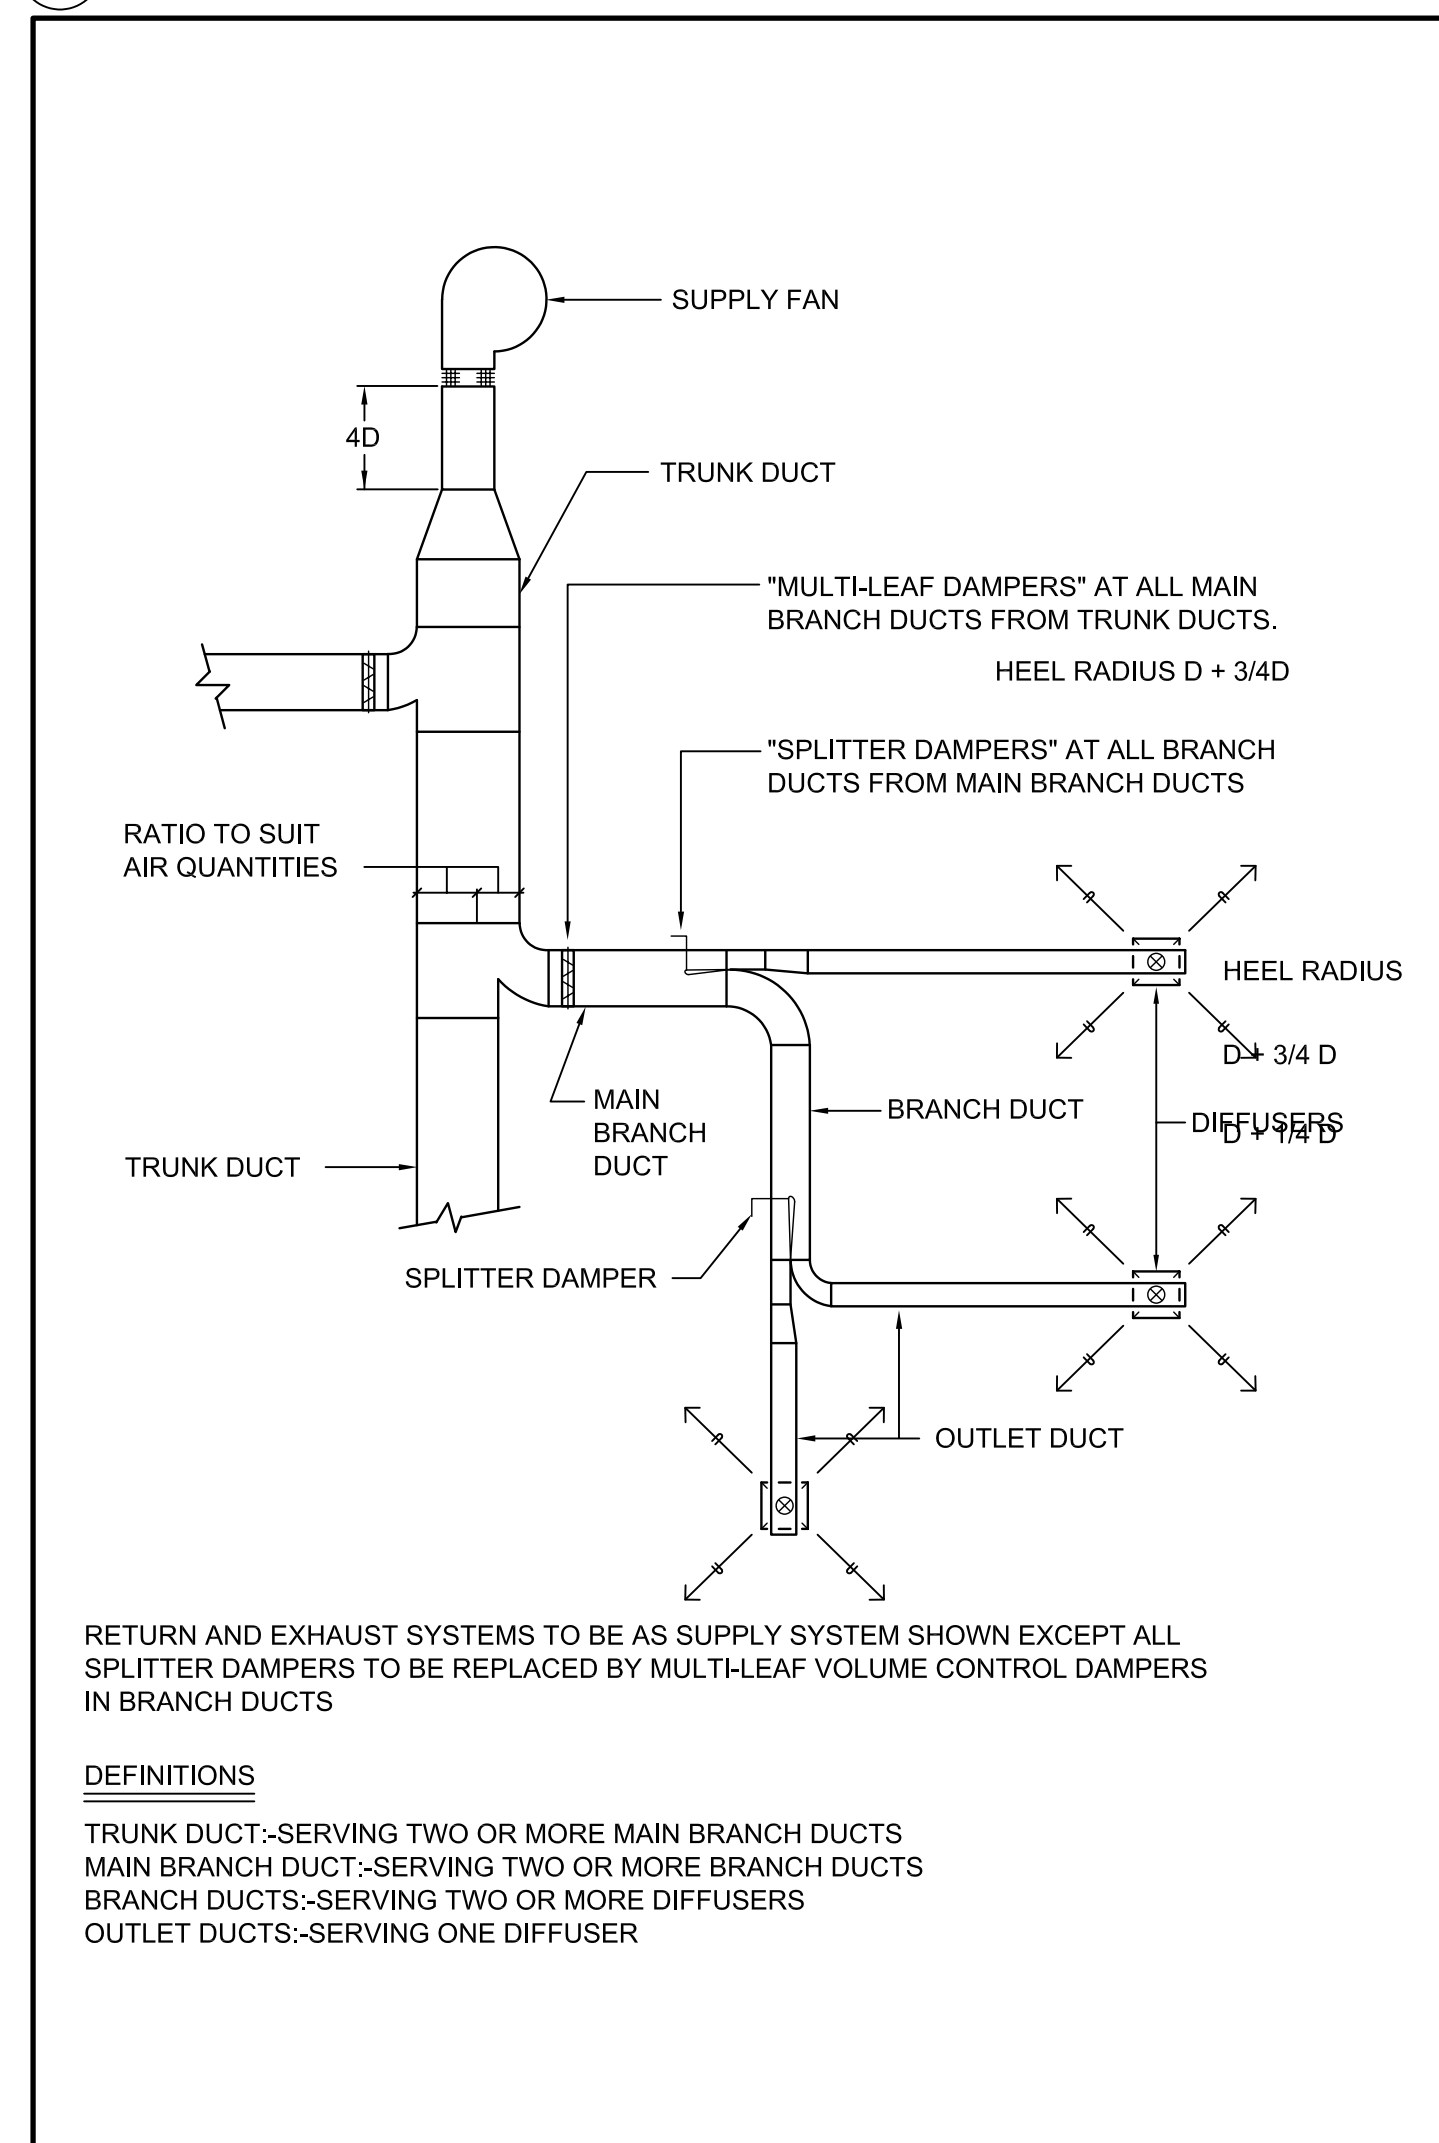 SUPPLY FAN
4D
TRUNK DUCT
"MULTI-LEAF DAMPERS" AT ALL MAIN
BRANCH DUCTS FROM TRUNK DUCTS.
HEEL RADIUS D + 3/4D
"SPLITTER DAMPERS" AT ALL BRANCH
DUCTS FROM MAIN BRANCH DUCTS
RATIO TO SUIT
AIR QUANTITIES
HEEL RADIUS
D + 3/4 D
MAIN
BRANCH
DUCT
BRANCH DUCT
DIFFUSERS
D + 1/4 D
TRUNK DUCT
SPLITTER DAMPER
OUTLET DUCT
RETURN AND EXHAUST SYSTEMS TO BE AS SUPPLY SYSTEM SHOWN EXCEPT ALL
SPLITTER DAMPERS TO BE REPLACED BY MULTI-LEAF VOLUME CONTROL DAMPERS
IN BRANCH DUCTS
DEFINITIONS
TRUNK DUCT:-SERVING TWO OR MORE MAIN BRANCH DUCTS
MAIN BRANCH DUCT:-SERVING TWO OR MORE BRANCH DUCTS
BRANCH DUCTS:-SERVING TWO OR MORE DIFFUSERS
OUTLET DUCTS:-SERVING ONE DIFFUSER